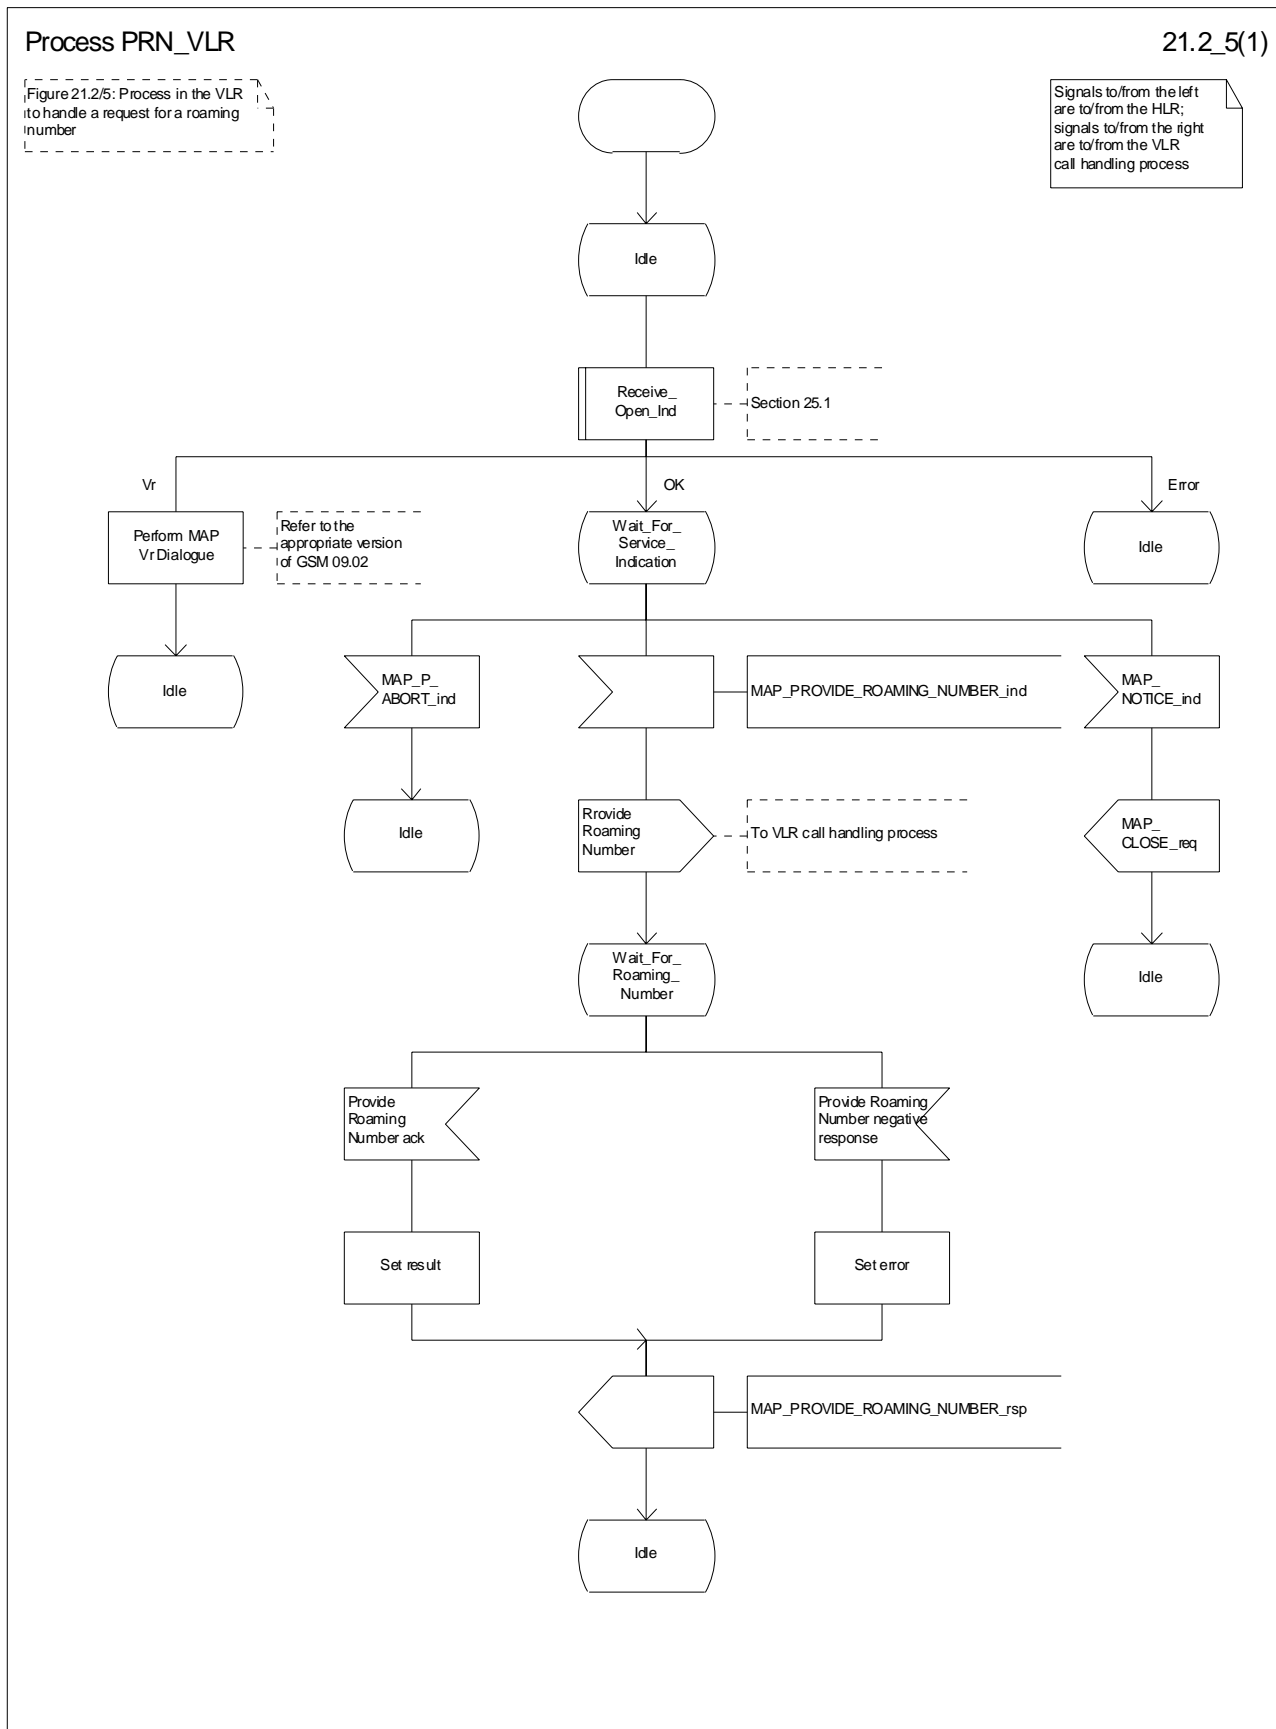 Process PRN_VLR
21.2_5(1)
Figure 21.2/5: Process in the VLR
to handle a request for a roaming
number
Signals to/from the left
are to/from the HLR;
signals to/from the right
are to/from the VLR
call handling process
Idle
Receive_
Open_Ind
Section 25.1
Vr
OK
Error
Perform MAP
Vr Dialogue
Refer to the
appropriate version
of GSM 09.02
Wait_For_
Service_
Indication
Idle
Idle
MAP_P_
ABORT_ind
MAP_PROVIDE_ROAMING_NUMBER_ind
MAP_
NOTICE_ind
Idle
Rrovide
Roaming
Number
To VLR call handling process
MAP_
CLOSE_req
Wait_For_
Roaming_
Number
Idle
Provide
Roaming
Number ack
Provide Roaming
Number negative
response
Set result
Set error
MAP_PROVIDE_ROAMING_NUMBER_rsp
Idle